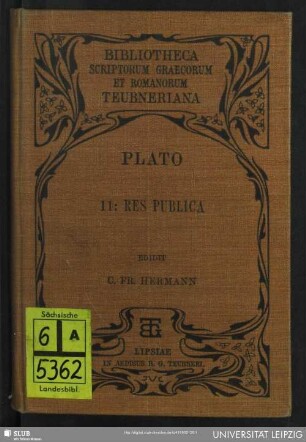 BIBLIOTHECA
SCRIPTORUM GRAECORUM
ET ROMANORUM
TEUBNERIANA
PLATO
11: RES PUBLICA
EDIDIT
C. FR. HERMANN
Sächsische
6 A
5362
Landesbibl.
LIPSIAE
IN AEDIBUS B. G. TEUBNERI.
SLUB
UNIVERSITÄT LEIPZIG